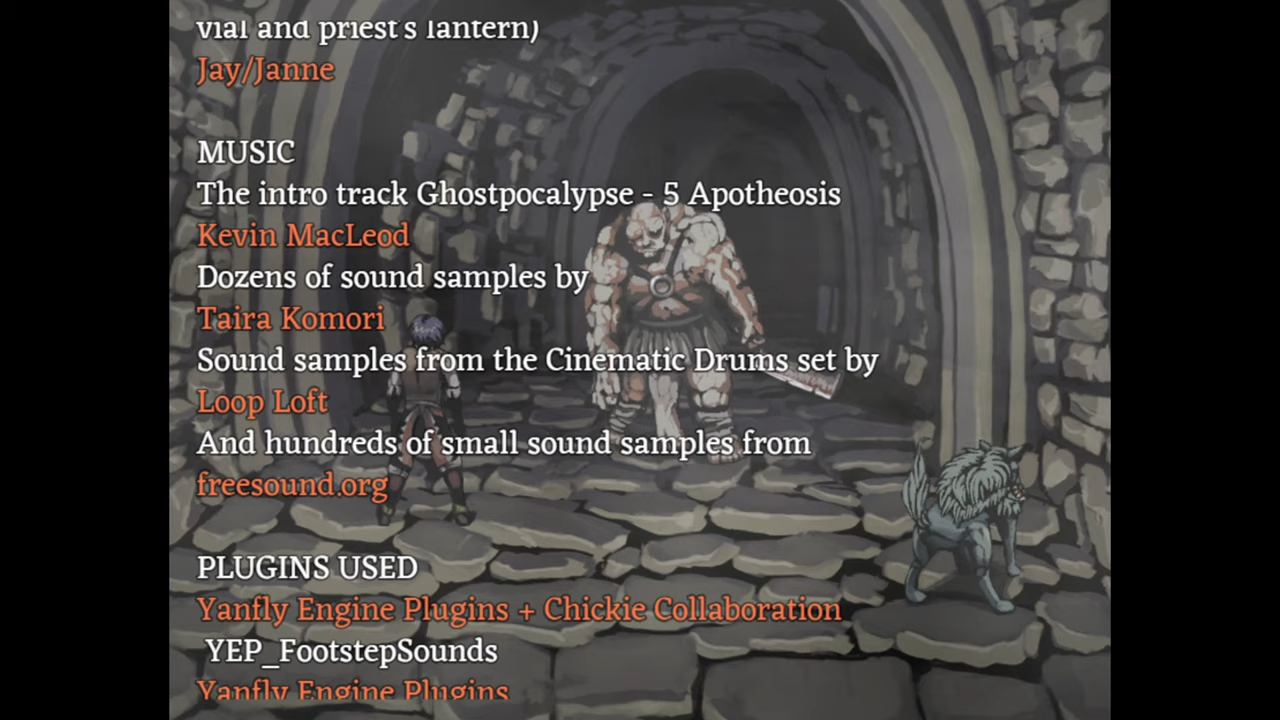 vial and priest's lantern)
Jay/Janne
MUSIC
The intro track Ghostpocalypse - 5 Apotheosis
Kevin MacLeod
Dozens of sound samples by
Taira Komori
Sound samples from the Cinematic Drums set by
Loop Loft
And hundreds of small sound samples from
freesound.org
PLUGINS USED
Yanfly Engine Plugins + Chickie Collaboration
YEP_FootstepSounds
Yanfly Engine Plugins